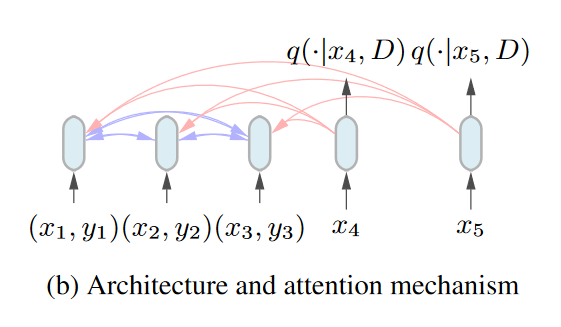 q(·|x₄, D) q(·|x₅, D)
(x₁, y₁)(x₂, y₂)(x₃, y₃) x₄ x₅
(b) Architecture and attention mechanism